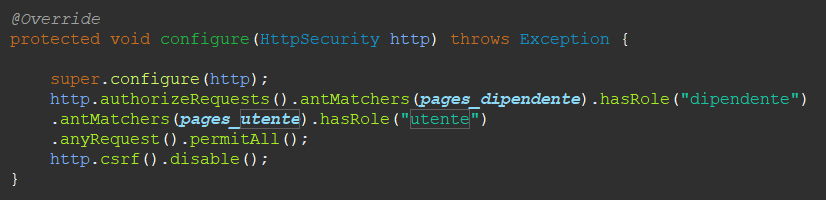 @Override
protected void configure(HttpSecurity http) throws Exception {
super.configure(http);
http.authorizeRequests().antMatchers(pages_dipendente).hasRole("dipendente")
.antMatchers(pages_utente).hasRole("utente")
.anyRequest().permitAll();
http.csrf().disable();
}